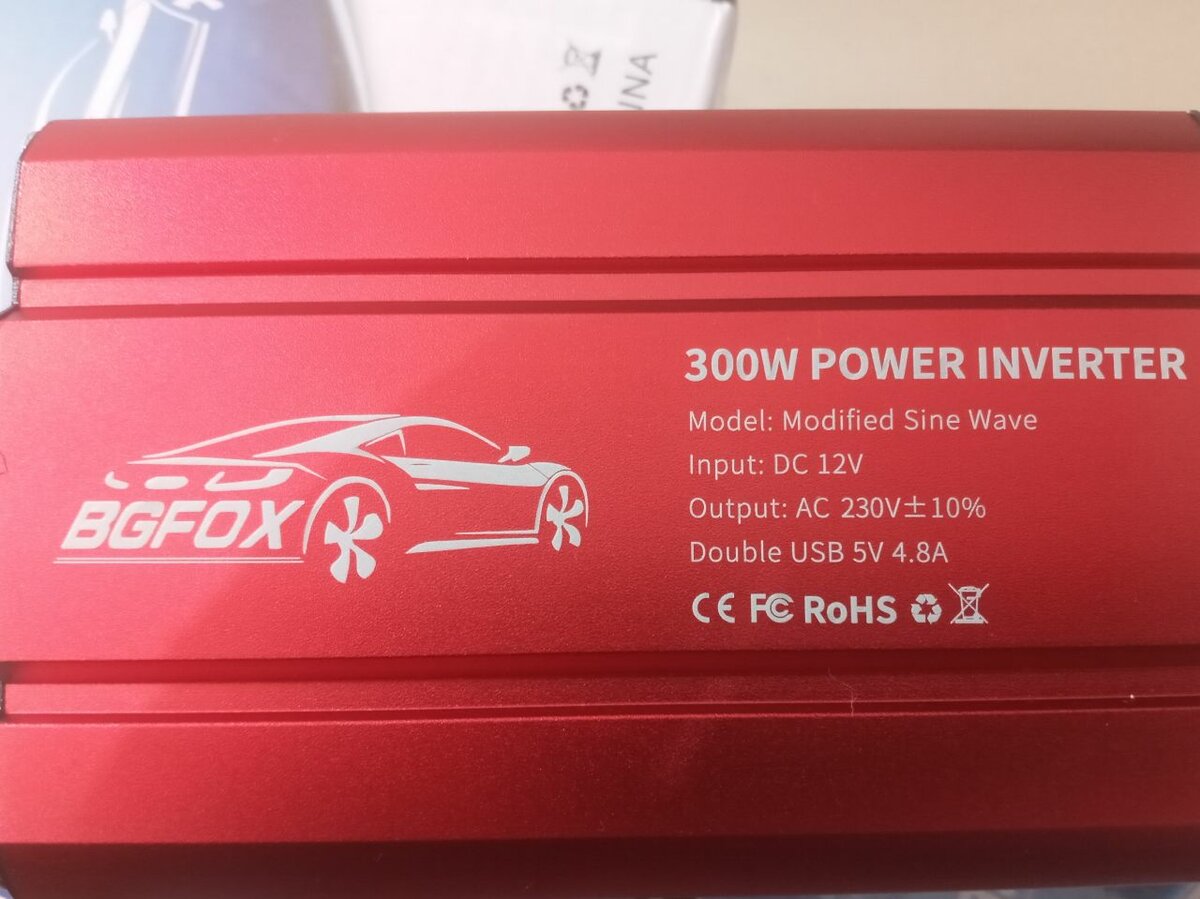 300W POWER INVERTER
Model: Modified Sine Wave
Input: DC 12V
Output: AC 230V±10%
Double USB 5V 4.8A
CE FC RoHS
BGFOX